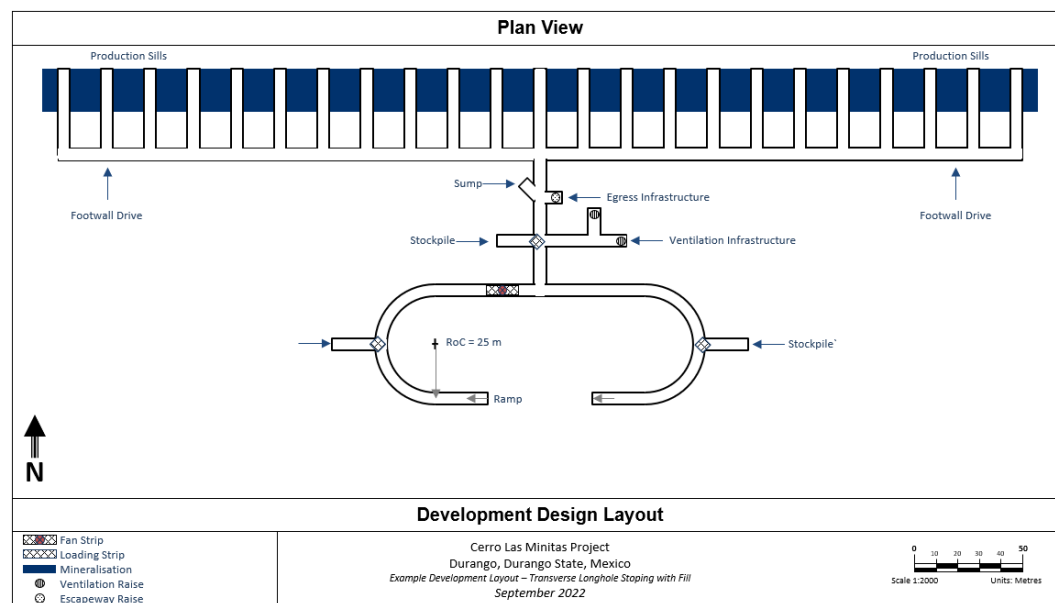 Plan View
Production Sills
Production Sills
Sump
Egress Infrastructure
Footwall Drive
Footwall Drive
Stockpile
Ventilation Infrastructure
RoC = 25 m
Stockpile`
Ramp
N
Development Design Layout
Fan Strip
Loading Strip
Mineralisation
Ventilation Raise
Escapeway Raise
Cerro Las Minitas Project
Durango, Durango State, Mexico
Example Development Layout – Transverse Longhole Stoping with Fill
September 2022
0 50
10 20 30 40
Scale 1:2000 Units: Metres